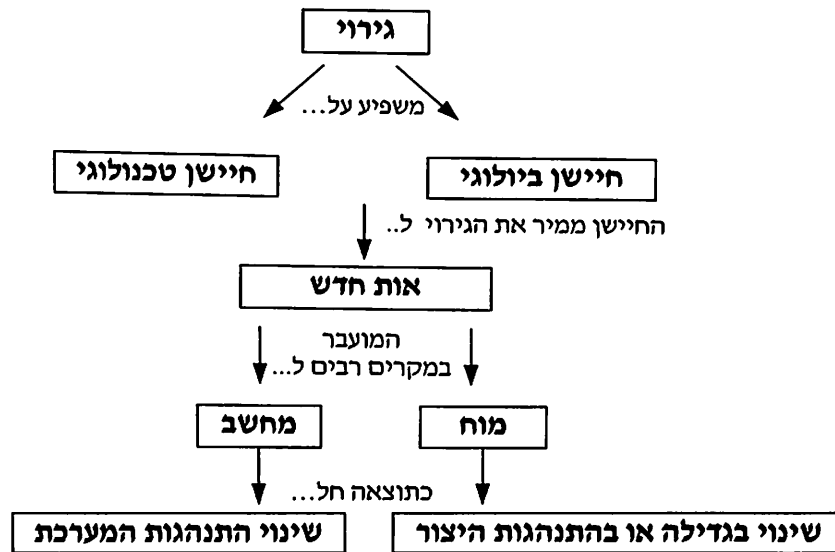 גירוי
משפיע על...
חיישן ביולוגי
חיישן טכנולוגי
החיישן ממיר את הגירוי ל..
אות חדש
המועבר
במקרים רבים ל...
מוח
מחשב
כתוצאה חל...
שינוי בגדילה או בהתנהגות היצור
שינוי התנהגות המערכת